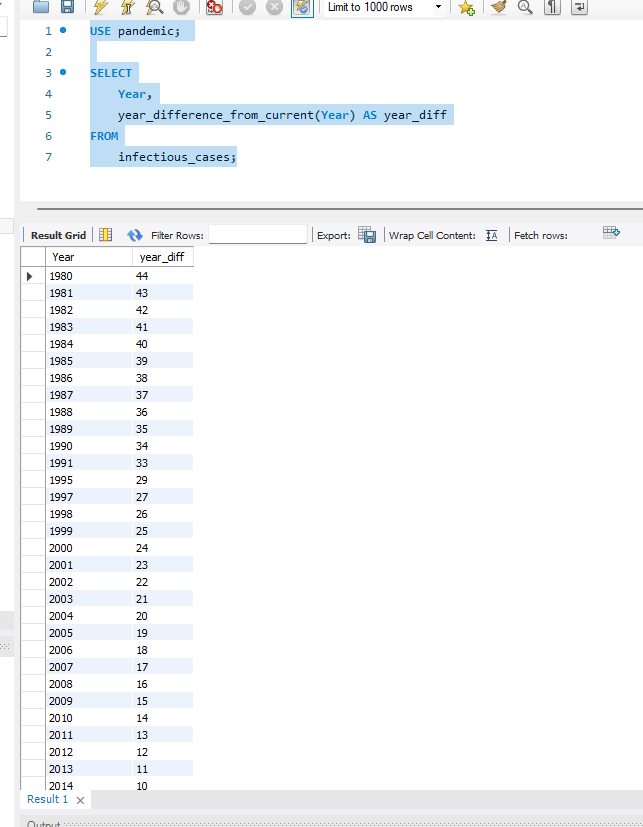 Limit to 1000 rows
1 USE pandemic;
2
3 SELECT
4 Year,
5 year_difference_from_current(Year) AS year_diff
6 FROM
7 infectious_cases;
Result Grid Filter Rows: Export: Wrap Cell Content: Fetch rows:
Year year_diff
1980 44
1981 43
1982 42
1983 41
1984 40
1985 39
1986 38
1987 37
1988 36
1989 35
1990 34
1991 33
1995 29
1997 27
1998 26
1999 25
2000 24
2001 23
2002 22
2003 21
2004 20
2005 19
2006 18
2007 17
2008 16
2009 15
2010 14
2011 13
2012 12
2013 11
2014 10
Result 1
Output